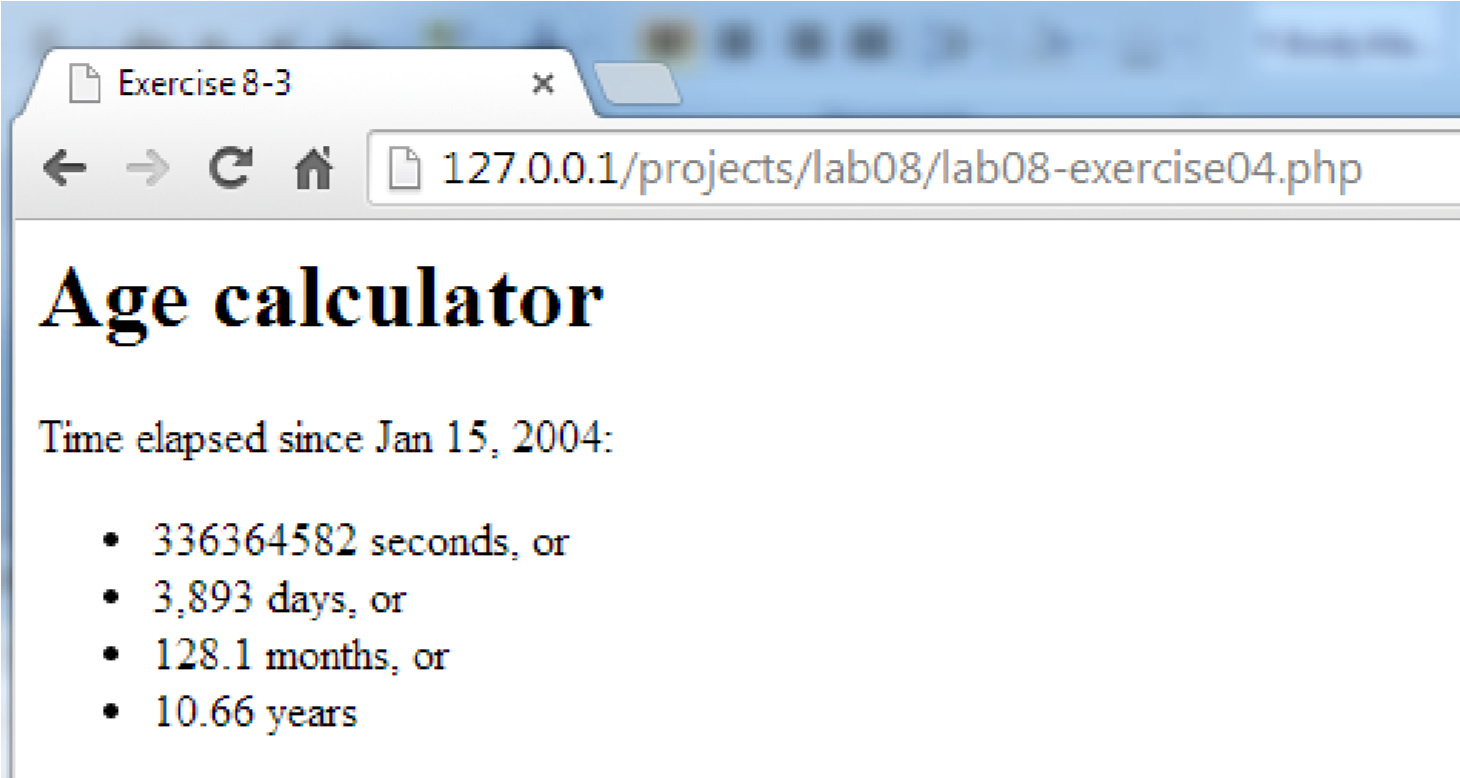 Exercise 8-3
127.0.0.1/projects/lab08/lab08-exercise04.php
Age calculator
Time elapsed since Jan 15, 2004:
• 336364582 seconds, or
• 3,893 days, or
• 128.1 months, or
• 10.66 years